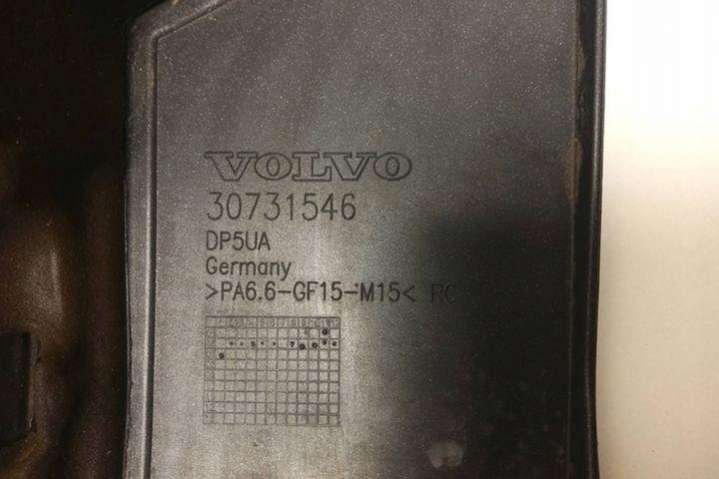 VOLVO
30731546
DP5UA
Germany
>PA6.6-GF15-M15<